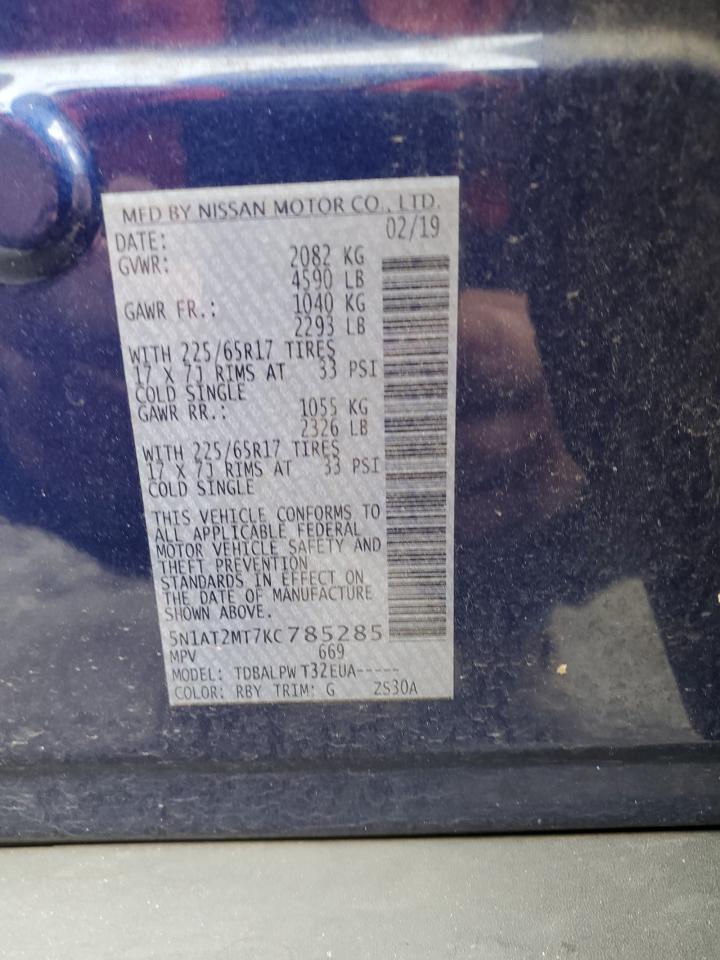 MFD BY NISSAN MOTOR CO., LTD.
DATE: 02/19
GVWR: 2082 KG
4590 LB
GAWR FR.: 1040 KG
2293 LB
WITH 225/65R17 TIRES
17 X 7J RIMS AT 33 PSI
COLD SINGLE
GAWR RR.: 1055 KG
2326 LB
WITH 225/65R17 TIRES
17 X 7J RIMS AT 33 PSI
COLD SINGLE
THIS VEHICLE CONFORMS TO
ALL APPLICABLE FEDERAL
MOTOR VEHICLE SAFETY AND
THEFT PREVENTION
STANDARDS IN EFFECT ON
THE DATE OF MANUFACTURE
SHOWN ABOVE.
5N1AT2MT7KC785285
MPV 669
MODEL: TDBALPW T32EUA-----
COLOR: RBY TRIM: G ZS30A